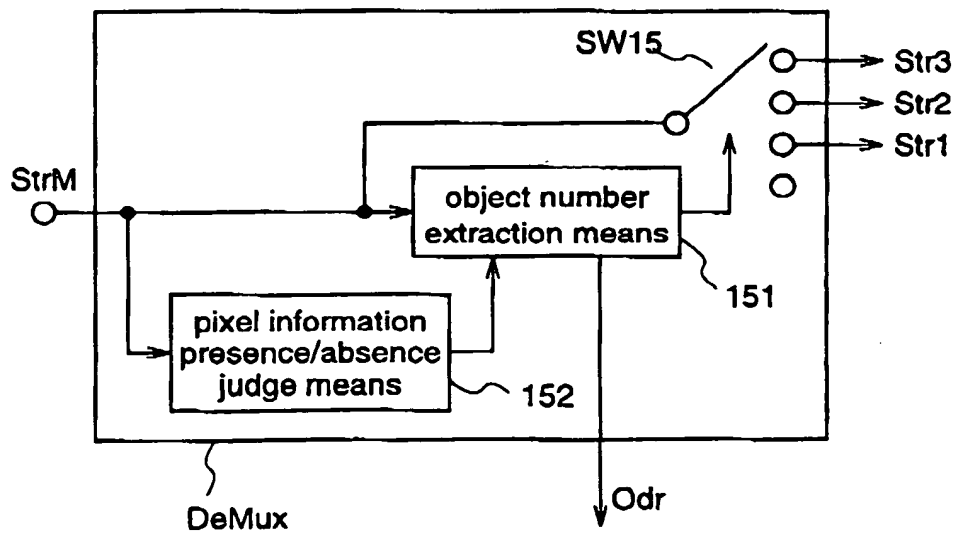 SW15
Str3
Str2
Str1
StrM
object number
extraction means
151
pixel information
presence/absence
judge means
152
DeMux
Odr